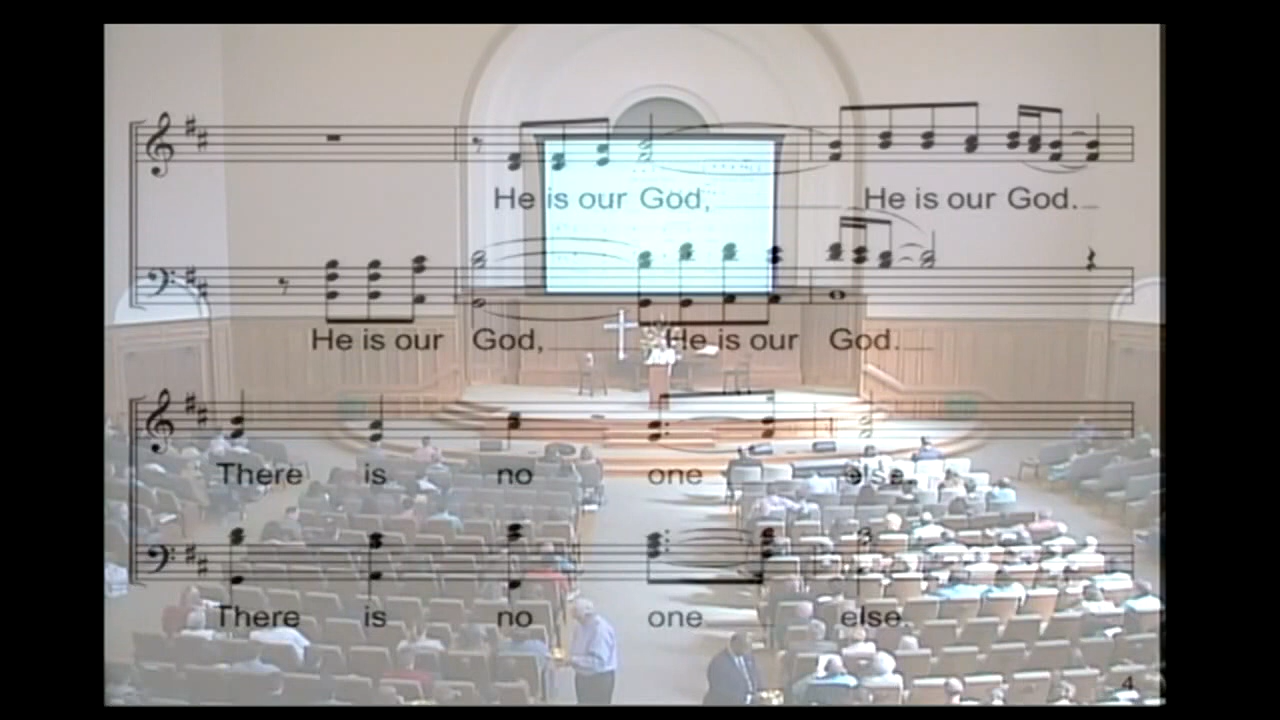 He is our God, He is our God.
He is our God, He is our God.
There is no one else.
There is no one else.
4